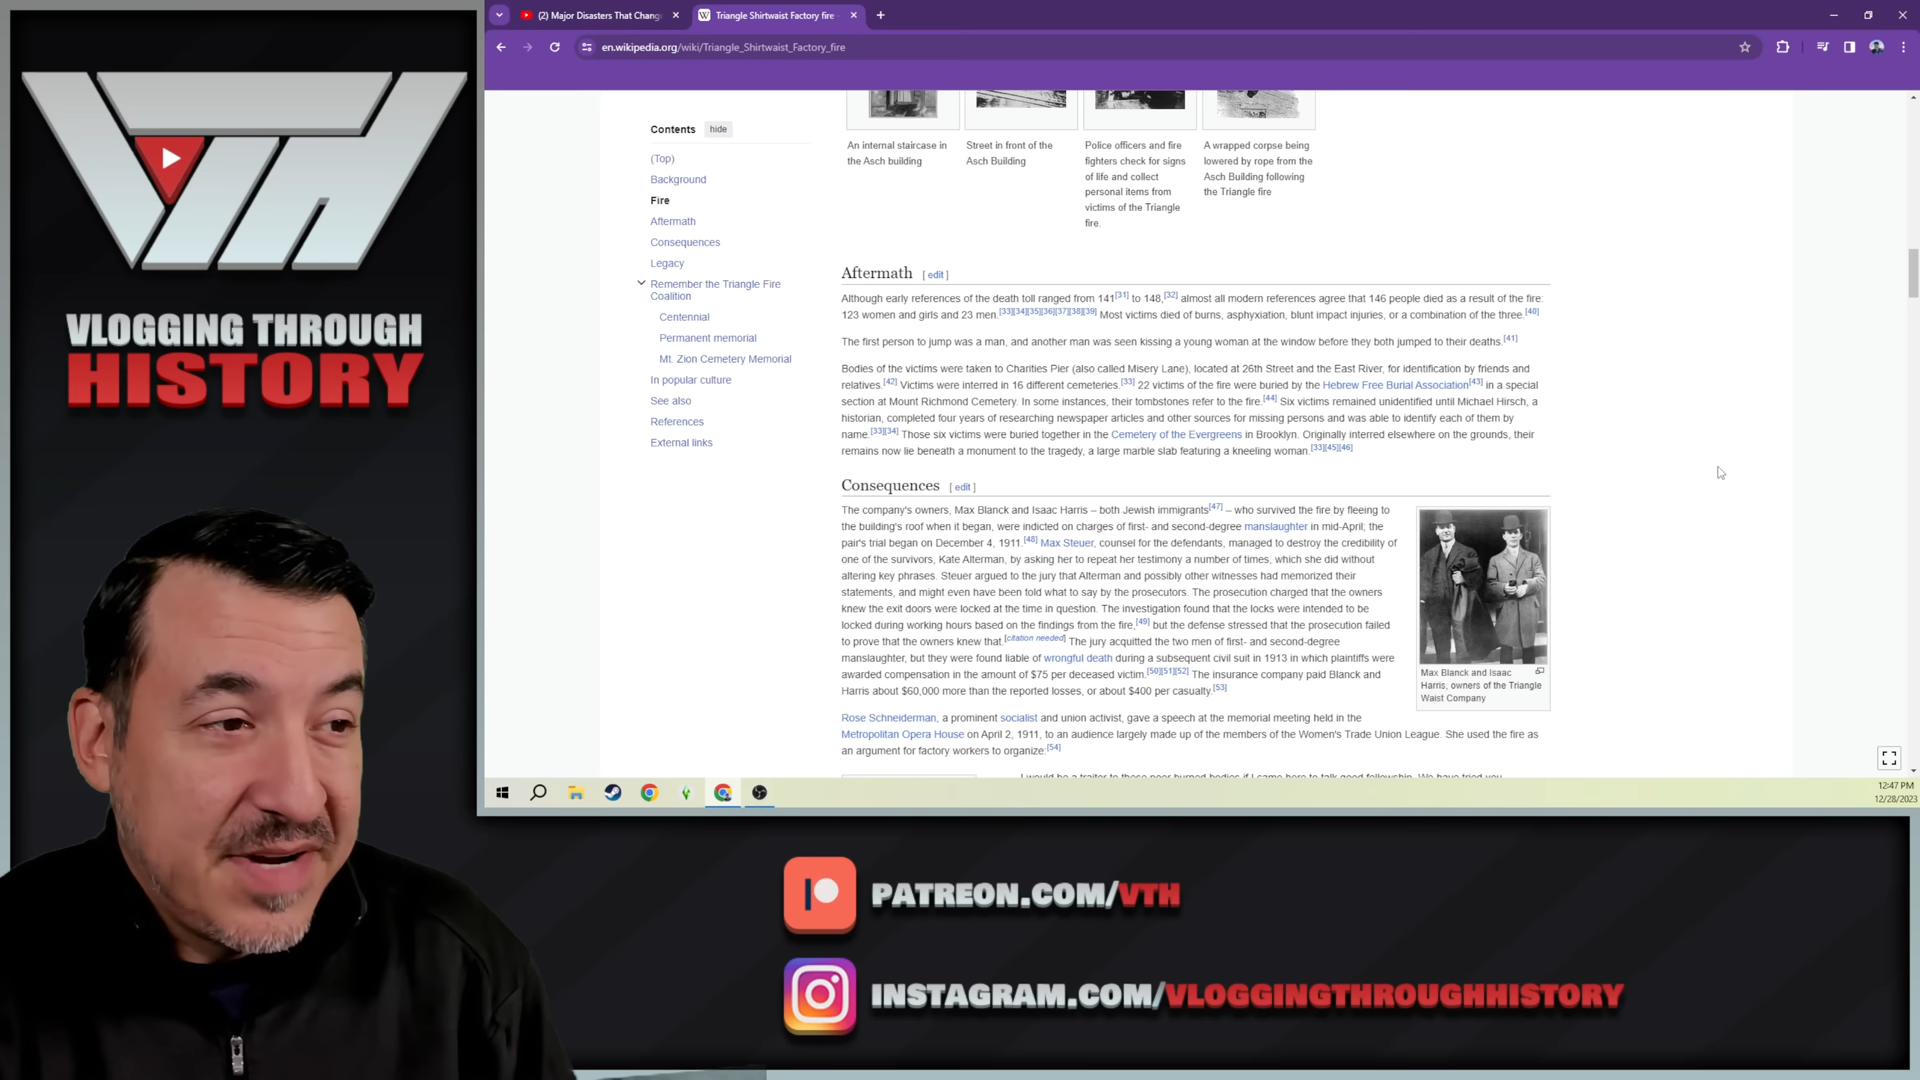 (2) Major Disasters That Chang
Triangle Shirtwaist Factory fire
en.wikipedia.org/wiki/Triangle_Shirtwaist_Factory_fire
VTH
VLOGGING THROUGH
HISTORY
Contents hide
(Top)
Background
Fire
Aftermath
Consequences
Legacy
Remember the Triangle Fire
Coalition
Centennial
Permanent memorial
Mt. Zion Cemetery Memorial
In popular culture
See also
References
External links
An internal staircase in
the Asch building
Street in front of the
Asch Building
Police officers and fire
fighters check for signs
of life and collect
personal items from
victims of the Triangle
fire.
A wrapped corpse being
lowered by rope from the
Asch Building following
the Triangle fire
Aftermath [ edit ]
Although early references of the death toll ranged from 141[31] to 148,[32] almost all modern references agree that 146 people died as a result of the fire:
123 women and girls and 23 men.[33][34][35][36][37][38][39] Most victims died of burns, asphyxiation, blunt impact injuries, or a combination of the three.[40]
The first person to jump was a man, and another man was seen kissing a young woman at the window before they both jumped to their deaths.[41]
Bodies of the victims were taken to Charities Pier (also called Misery Lane), located at 26th Street and the East River, for identification by friends and
relatives.[42] Victims were interred in 16 different cemeteries.[33] 22 victims of the fire were buried by the Hebrew Free Burial Association[43] in a special
section at Mount Richmond Cemetery. In some instances, their tombstones refer to the fire.[44] Six victims remained unidentified until Michael Hirsch, a
historian, completed four years of researching newspaper articles and other sources for missing persons and was able to identify each of them by
name.[33][34] Those six victims were buried together in the Cemetery of the Evergreens in Brooklyn. Originally interred elsewhere on the grounds, their
remains now lie beneath a monument to the tragedy, a large marble slab featuring a kneeling woman.[33][45][46]
Consequences [ edit ]
The company's owners, Max Blanck and Isaac Harris – both Jewish immigrants[47] – who survived the fire by fleeing to
the building's roof when it began, were indicted on charges of first- and second-degree manslaughter in mid-April; the
pair's trial began on December 4, 1911.[48] Max Steuer, counsel for the defendants, managed to destroy the credibility of
one of the survivors, Kate Alterman, by asking her to repeat her testimony a number of times, which she did without
altering key phrases. Steuer argued to the jury that Alterman and possibly other witnesses had memorized their
statements, and might even have been told what to say by the prosecutors. The prosecution charged that the owners
knew the exit doors were locked at the time in question. The investigation found that the locks were intended to be
locked during working hours based on the findings from the fire,[49] but the defense stressed that the prosecution failed
to prove that the owners knew that.[citation needed] The jury acquitted the two men of first- and second-degree
manslaughter, but they were found liable of wrongful death during a subsequent civil suit in 1913 in which plaintiffs were
awarded compensation in the amount of $75 per deceased victim.[50][51][52] The insurance company paid Blanck and
Harris about $60,000 more than the reported losses, or about $400 per casualty.[53]
Max Blanck and Isaac
Harris, owners of the Triangle
Waist Company
Rose Schneiderman, a prominent socialist and union activist, gave a speech at the memorial meeting held in the
Metropolitan Opera House on April 2, 1911, to an audience largely made up of the members of the Women's Trade Union League. She used the fire as
an argument for factory workers to organize:[54]
I would be a traitor to these poor burned bodies if I came here to talk good fellowship. We have tried you
12:47 PM
12/28/2023
PATREON.COM/VTH
INSTAGRAM.COM/VLOGGINGTHROUGHHISTORY